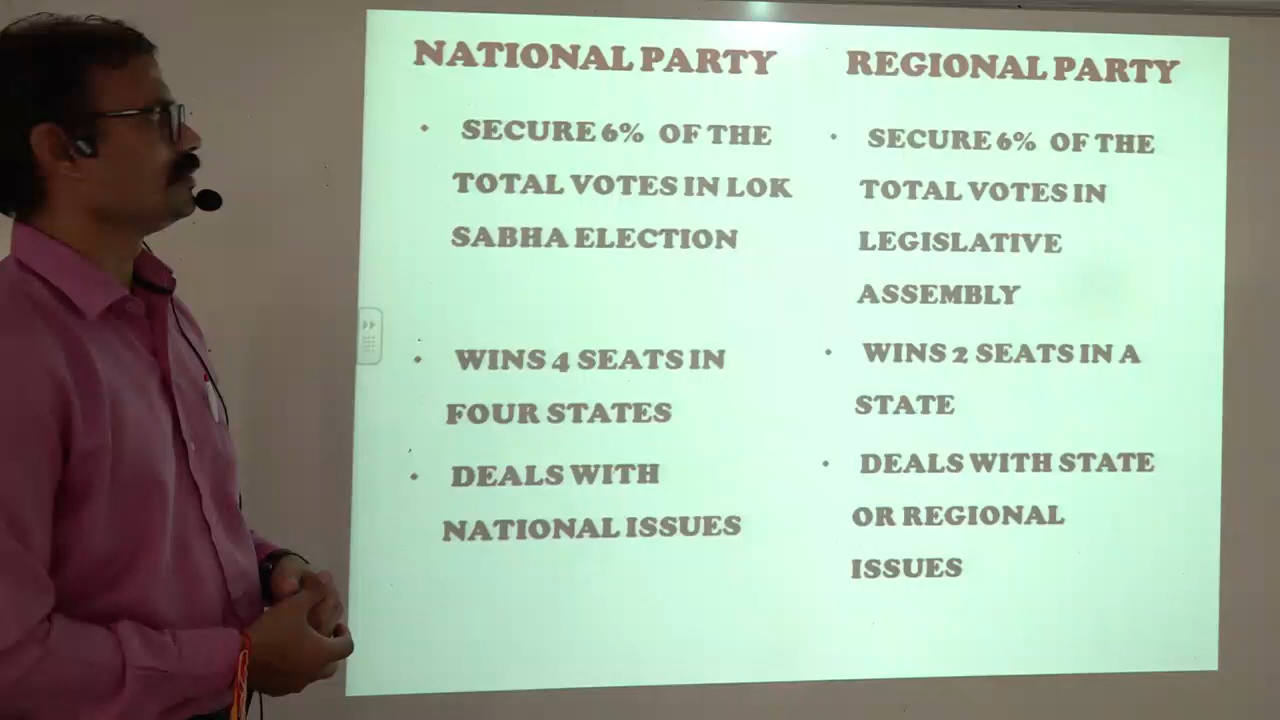 NATIONAL PARTY
• SECURE 6% OF THE
TOTAL VOTES IN LOK
SABHA ELECTION
• WINS 4 SEATS IN
FOUR STATES
• DEALS WITH
NATIONAL ISSUES
REGIONAL PARTY
• SECURE 6% OF THE
TOTAL VOTES IN
LEGISLATIVE
ASSEMBLY
• WINS 2 SEATS IN A
STATE
• DEALS WITH STATE
OR REGIONAL
ISSUES